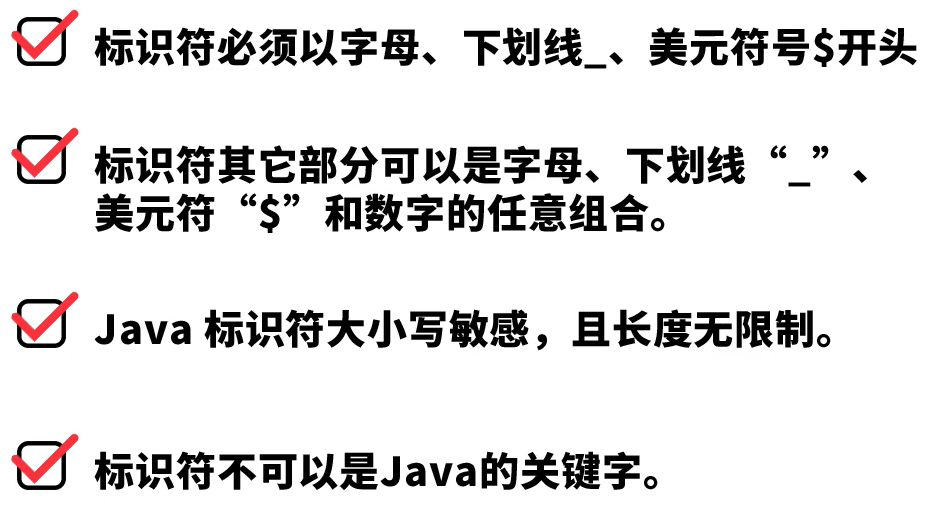 标识符必须以字母、下划线_、美元符号$开头
标识符其它部分可以是字母、下划线“_”、
美元符“$”和数字的任意组合。
Java 标识符大小写敏感，且长度无限制。
标识符不可以是Java的关键字。